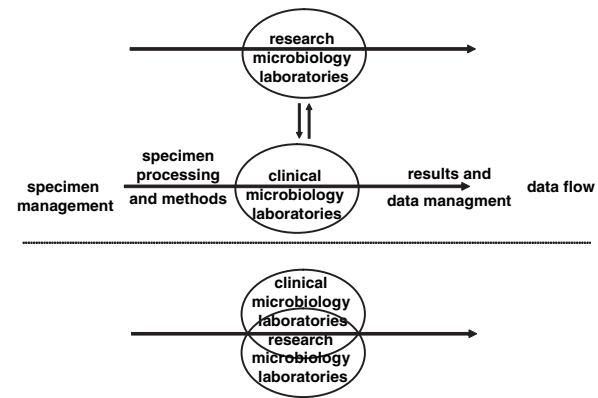 research
microbiology
laboratories
specimen
management
specimen
processing
and methods
clinical
microbiology
laboratories
results and
data managment
data flow
clinical
microbiology
laboratories
research
microbiology
laboratories